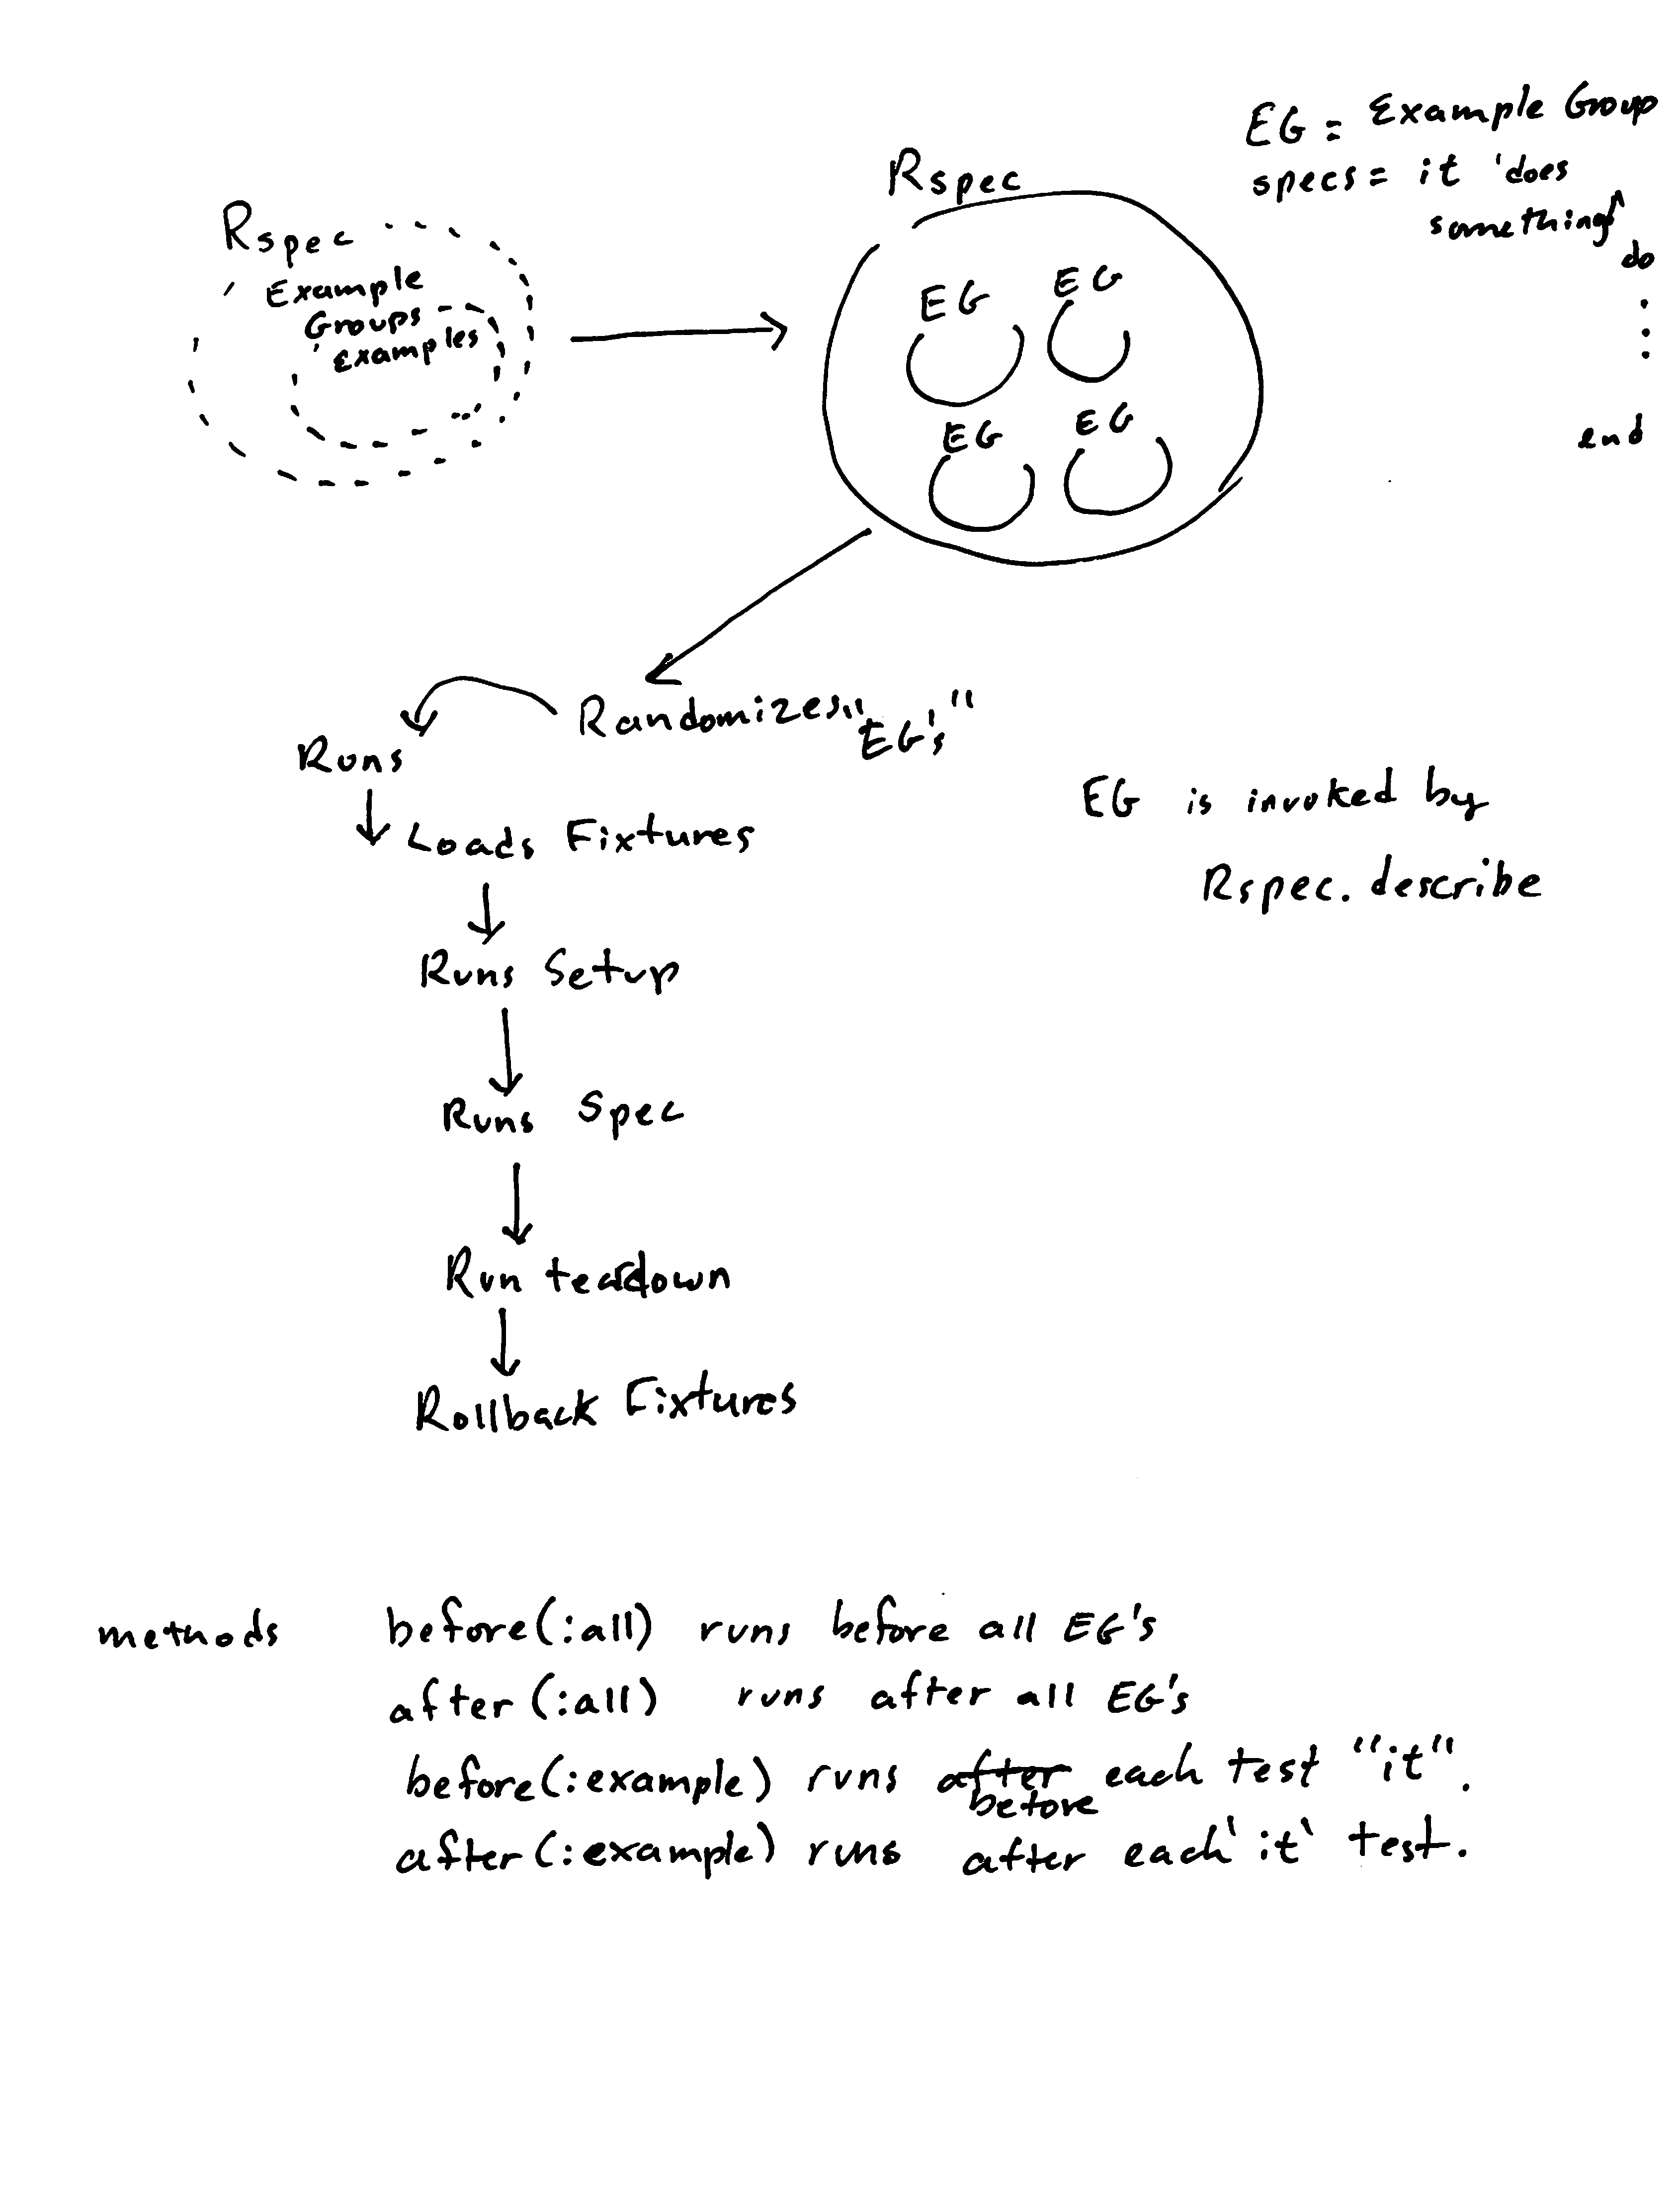 Rspec
Example
Groups
examples
Rspec
EG
EG
EG
EG
EG = Example Group
specs = it 'does
something'
do
.
.
.
end
Randomizes "EG's"
Runs
Loads Fixtures
Runs Setup
Runs Spec
Run teardown
Rollback Fixtures
EG is invoked by
Rspec.describe
methods before(:all) runs before all EG's
after(:all) runs after all EG's
before(:example) runs after each test "it".
before
after(:example) runs after each 'it' test.